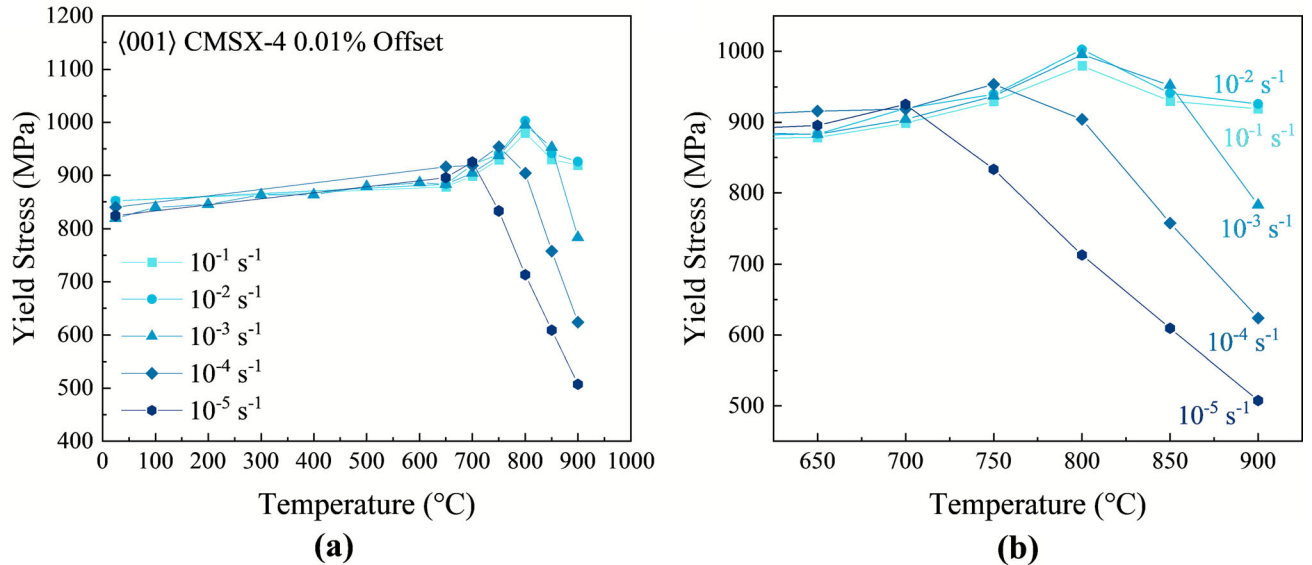 ⟨001⟩ CMSX-4 0.01% Offset
Yield Stress (MPa)
1200
1100
1000
900
800
700
600
500
400
10⁻¹ s⁻¹
10⁻² s⁻¹
10⁻³ s⁻¹
10⁻⁴ s⁻¹
10⁻⁵ s⁻¹
0 100 200 300 400 500 600 700 800 900 1000
Temperature (°C)
(a)
Yield Stress (MPa)
1000
900
800
700
600
500
10⁻² s⁻¹
10⁻¹ s⁻¹
10⁻³ s⁻¹
10⁻⁴ s⁻¹
10⁻⁵ s⁻¹
650 700 750 800 850 900
Temperature (°C)
(b)